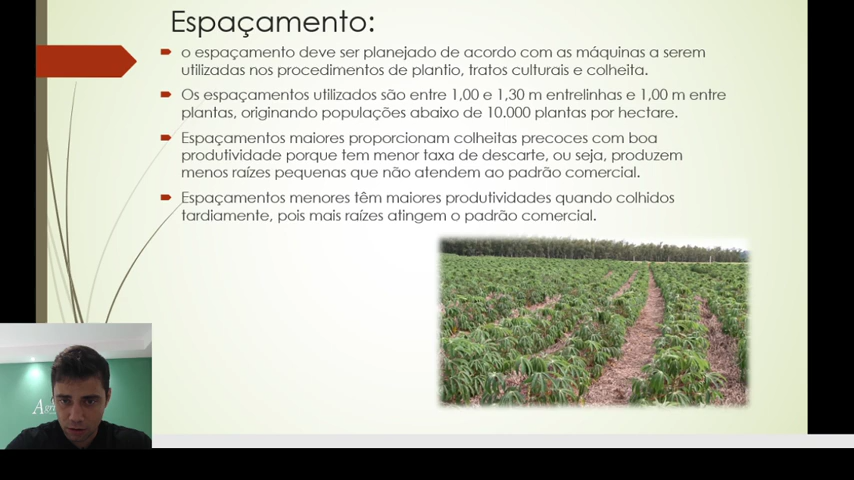 Espaçamento:
o espaçamento deve ser planejado de acordo com as máquinas a serem
utilizadas nos procedimentos de plantio, tratos culturais e colheita.
Os espaçamentos utilizados são entre 1,00 e 1,30 m entrelinhas e 1,00 m entre
plantas, originando populações abaixo de 10.000 plantas por hectare.
Espaçamentos maiores proporcionam colheitas precoces com boa
produtividade porque tem menor taxa de descarte, ou seja, produzem
menos raízes pequenas que não atendem ao padrão comercial.
Espaçamentos menores têm maiores produtividades quando colhidos
tardiamente, pois mais raízes atingem o padrão comercial.